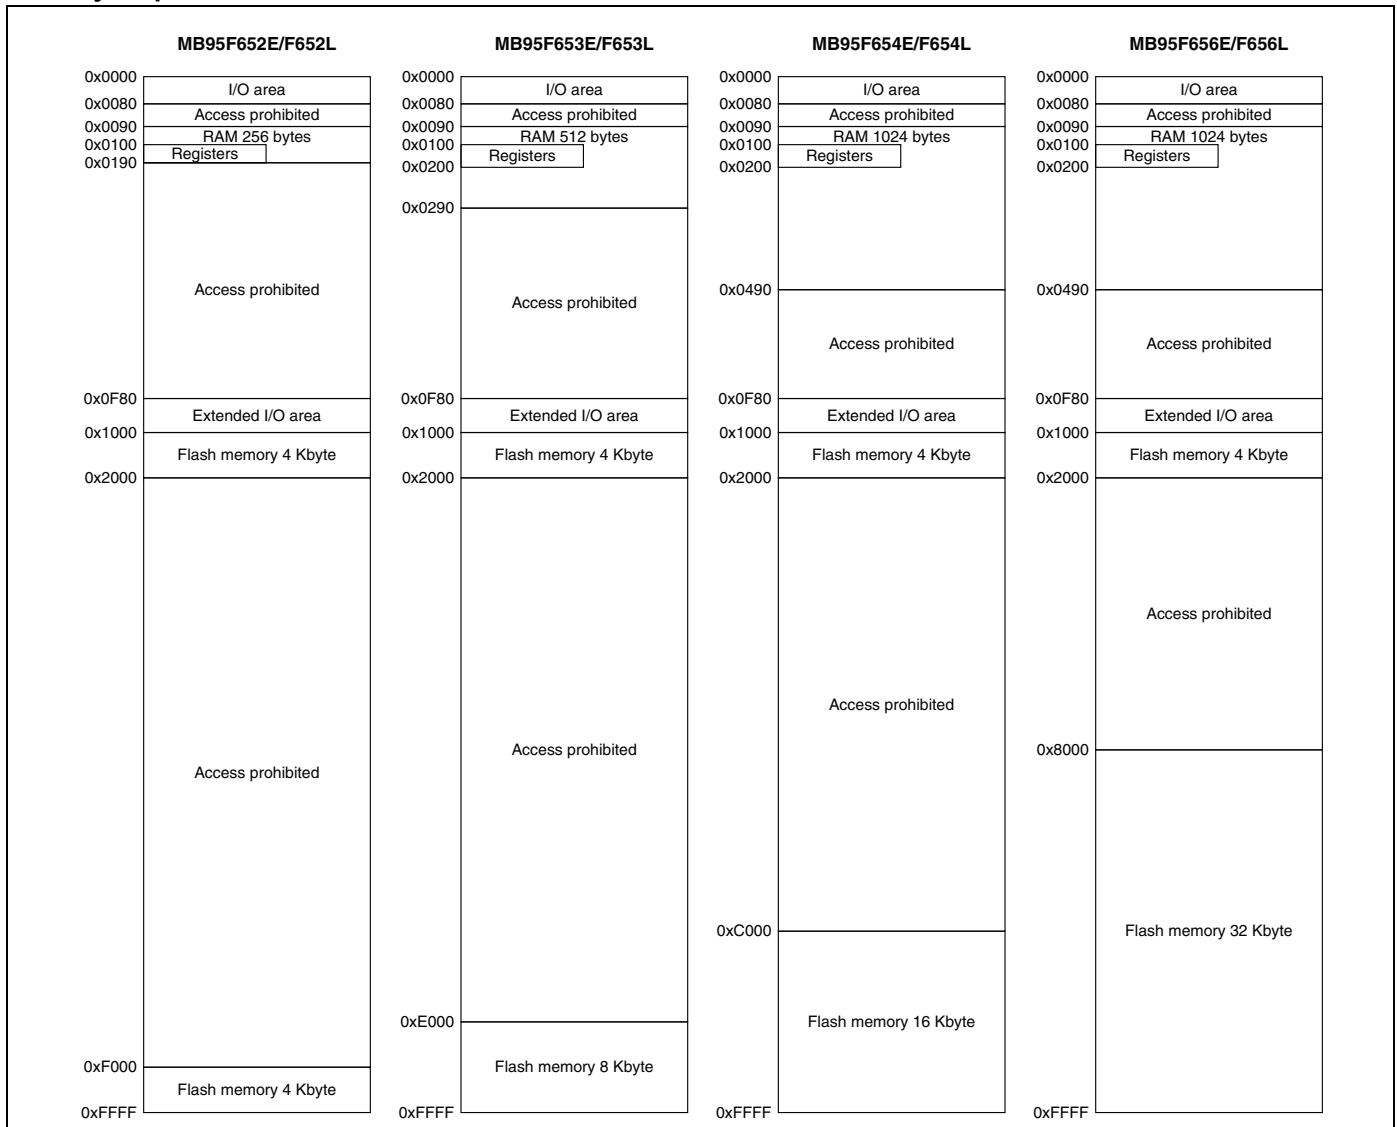 MB95F652E/F652L
0x0000
I/O area
0x0080
Access prohibited
0x0090
RAM 256 bytes
0x0100
Registers
0x0190
Access prohibited
0x0F80
Extended I/O area
0x1000
Flash memory 4 Kbyte
0x2000
Access prohibited
0xF000
Flash memory 4 Kbyte
0xFFFF
MB95F653E/F653L
0x0000
I/O area
0x0080
Access prohibited
0x0090
RAM 512 bytes
0x0100
Registers
0x0200
0x0290
Access prohibited
0x0F80
Extended I/O area
0x1000
Flash memory 4 Kbyte
0x2000
Access prohibited
0xE000
Flash memory 8 Kbyte
0xFFFF
MB95F654E/F654L
0x0000
I/O area
0x0080
Access prohibited
0x0090
RAM 1024 bytes
0x0100
Registers
0x0200
0x0490
Access prohibited
0x0F80
Extended I/O area
0x1000
Flash memory 4 Kbyte
0x2000
Access prohibited
0xC000
Flash memory 16 Kbyte
0xFFFF
MB95F656E/F656L
0x0000
I/O area
0x0080
Access prohibited
0x0090
RAM 1024 bytes
0x0100
Registers
0x0200
0x0490
Access prohibited
0x0F80
Extended I/O area
0x1000
Flash memory 4 Kbyte
0x2000
Access prohibited
0x8000
Flash memory 32 Kbyte
0xFFFF